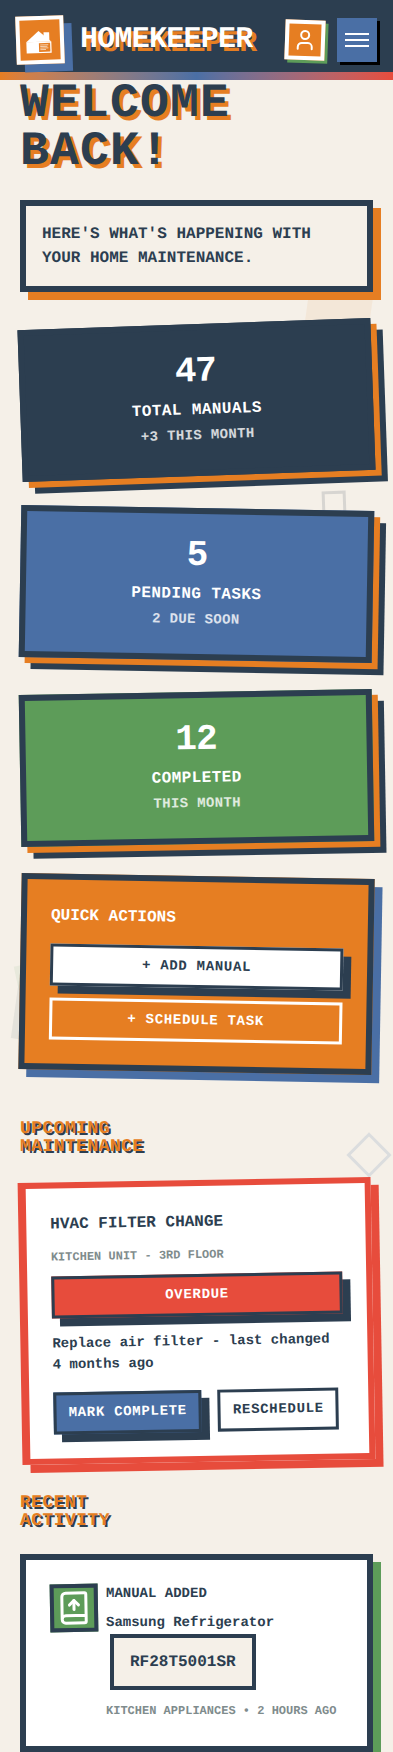 HOMEKEEPER
WELCOME
BACK!
HERE'S WHAT'S HAPPENING WITH
YOUR HOME MAINTENANCE.
47
TOTAL MANUALS
+3 THIS MONTH
5
PENDING TASKS
2 DUE SOON
12
COMPLETED
THIS MONTH
QUICK ACTIONS
+ ADD MANUAL
+ SCHEDULE TASK
UPCOMING
MAINTENANCE
HVAC FILTER CHANGE
KITCHEN UNIT - 3RD FLOOR
OVERDUE
Replace air filter - last changed
4 months ago
MARK COMPLETE
RESCHEDULE
RECENT
ACTIVITY
MANUAL ADDED
Samsung Refrigerator
RF28T5001SR
KITCHEN APPLIANCES • 2 HOURS AGO